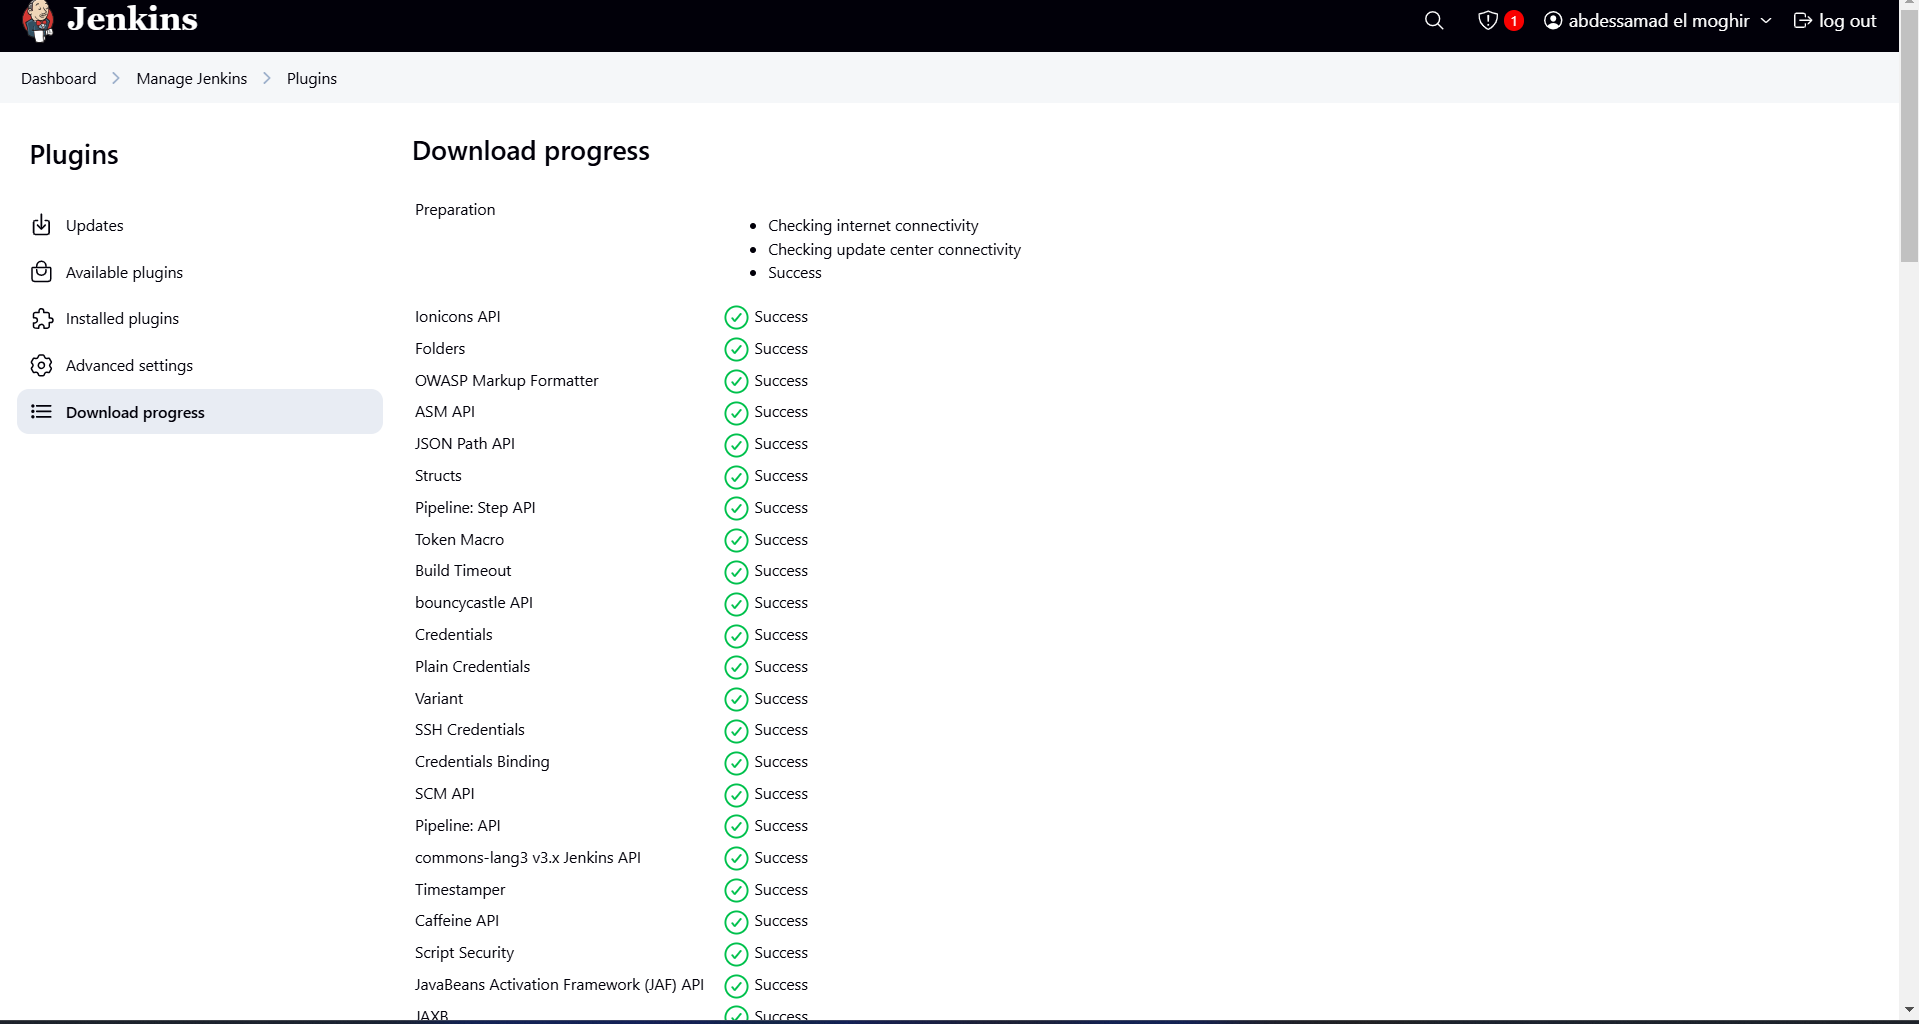 Jenkins
1
abdessamad el moghir
log out
Dashboard
Manage Jenkins
Plugins
Plugins
Updates
Available plugins
Installed plugins
Advanced settings
Download progress
Download progress
Preparation
Checking internet connectivity
Checking update center connectivity
Success
Ionicons API Success
Folders Success
OWASP Markup Formatter Success
ASM API Success
JSON Path API Success
Structs Success
Pipeline: Step API Success
Token Macro Success
Build Timeout Success
bouncycastle API Success
Credentials Success
Plain Credentials Success
Variant Success
SSH Credentials Success
Credentials Binding Success
SCM API Success
Pipeline: API Success
commons-lang3 v3.x Jenkins API Success
Timestamper Success
Caffeine API Success
Script Security Success
JavaBeans Activation Framework (JAF) API Success
JAXB Success